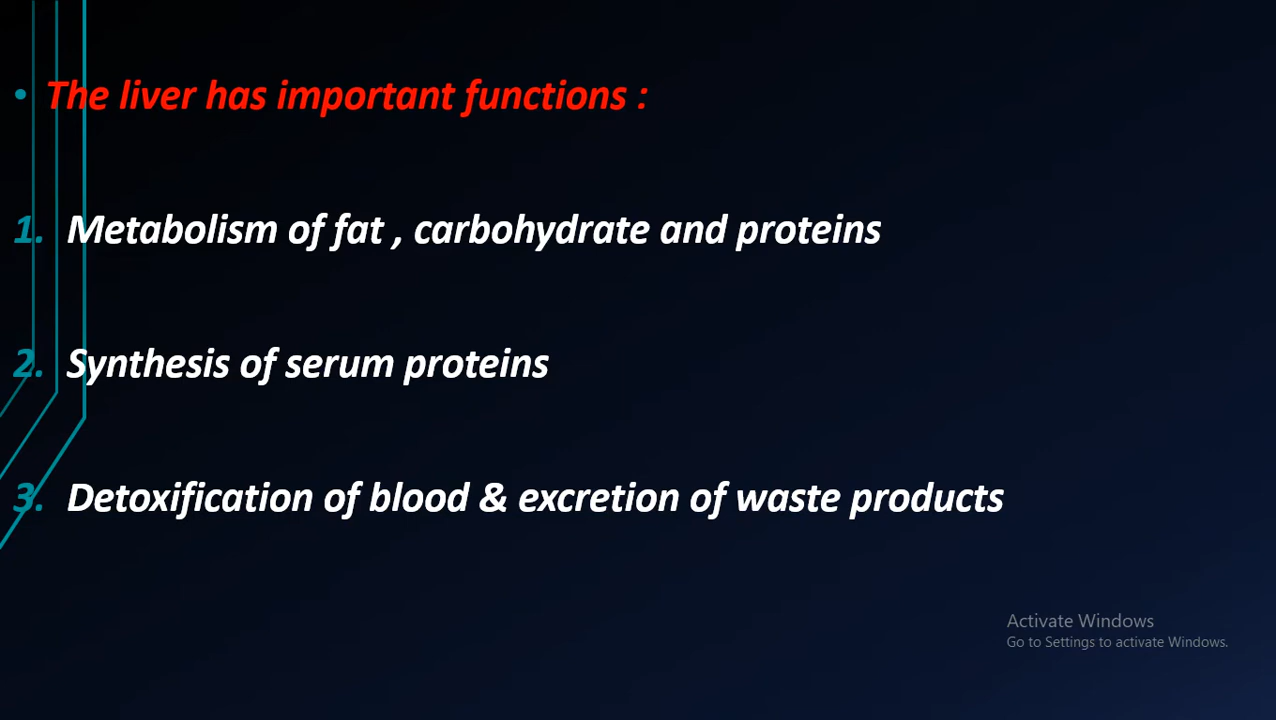 • The liver has important functions :
1. Metabolism of fat , carbohydrate and proteins
2. Synthesis of serum proteins
3. Detoxification of blood & excretion of waste products
Activate Windows
Go to Settings to activate Windows.